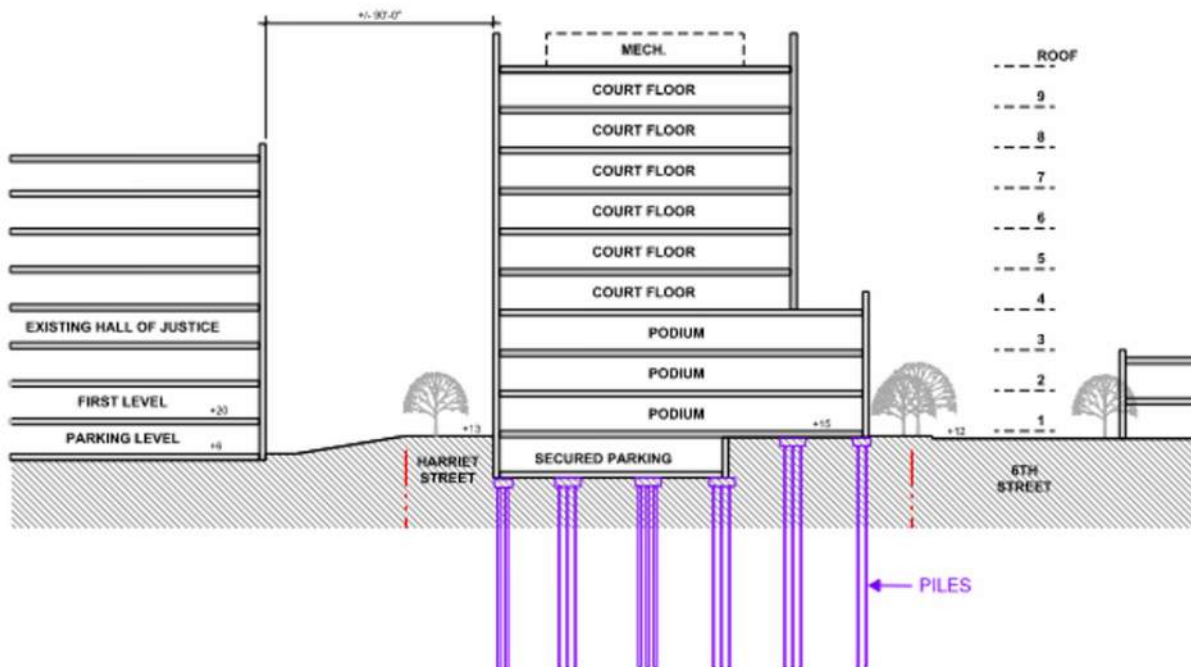 +/- 90'-0"
MECH.
ROOF
COURT FLOOR
9
COURT FLOOR
8
COURT FLOOR
7
COURT FLOOR
6
COURT FLOOR
5
COURT FLOOR
4
EXISTING HALL OF JUSTICE
PODIUM
3
PODIUM
2
FIRST LEVEL
+20
PODIUM
+15
1
PARKING LEVEL
+13
+12
HARRIET
STREET
SECURED PARKING
6TH
STREET
PILES